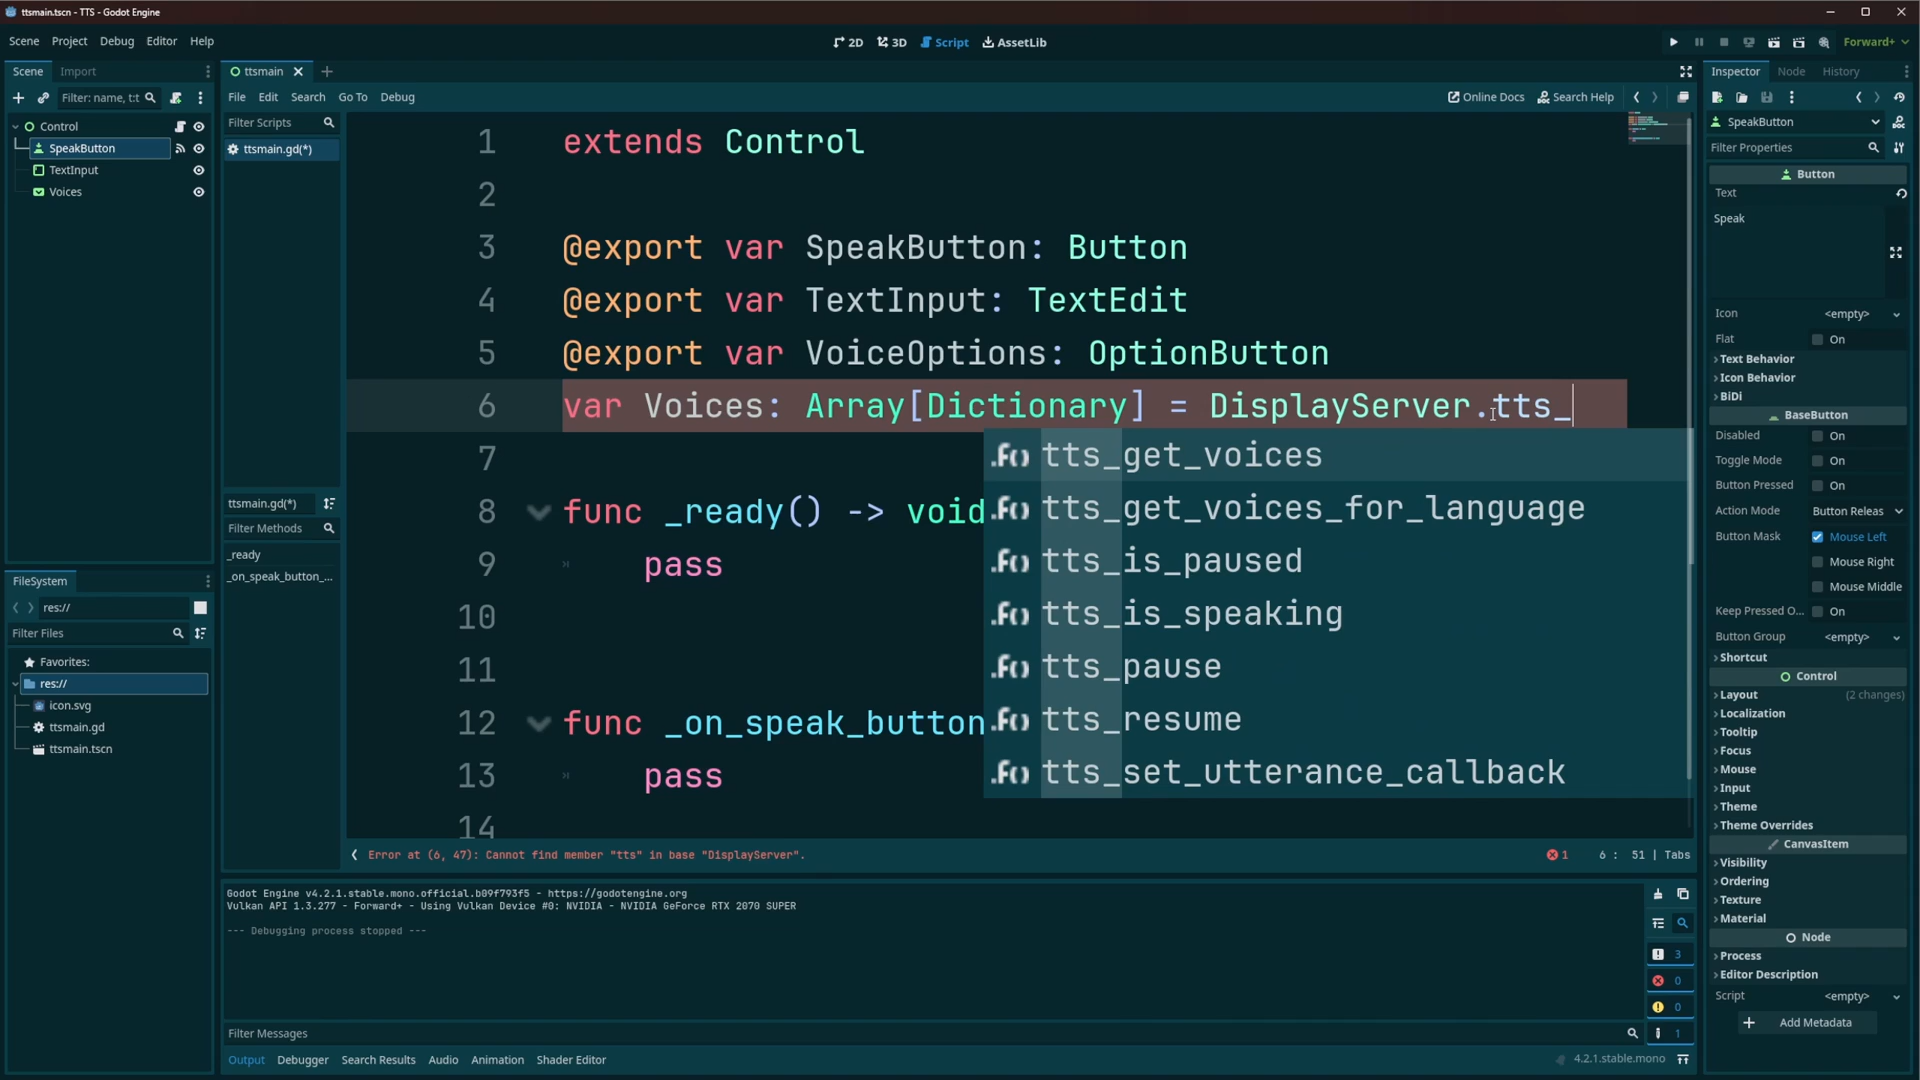 ttsmain.tscn - TTS - Godot Engine
Scene Project Debug Editor Help
2D 3D Script AssetLib
Forward+
Scene Import
Filter: name, t:t
Control
SpeakButton
TextInput
Voices
FileSystem
res://
Filter Files
Favorites:
res://
icon.svg
ttsmain.gd
ttsmain.tscn
ttsmain
File Edit Search Go To Debug
Online Docs Search Help
Filter Scripts
ttsmain.gd(*)
ttsmain.gd(*)
Filter Methods
_ready
_on_speak_button_...
1 extends Control
2
3 @export var SpeakButton: Button
4 @export var TextInput: TextEdit
5 @export var VoiceOptions: OptionButton
6 var Voices: Array[Dictionary] = DisplayServer.tts_
7
8 func _ready() -> void
9 pass
10
11
12 func _on_speak_button
13 pass
14
tts_get_voices
tts_get_voices_for_language
tts_is_paused
tts_is_speaking
tts_pause
tts_resume
tts_set_utterance_callback
Error at (6, 47): Cannot find member "tts" in base "DisplayServer".
1 6 : 51 | Tabs
Godot Engine v4.2.1.stable.mono.official.b09f793f5 - https://godotengine.org
Vulkan API 1.3.277 - Forward+ - Using Vulkan Device #0: NVIDIA - NVIDIA GeForce RTX 2070 SUPER
--- Debugging process stopped ---
3
0
0
1
Filter Messages
Output Debugger Search Results Audio Animation Shader Editor
4.2.1.stable.mono
Inspector Node History
SpeakButton
Filter Properties
Button
Text
Speak
Icon <empty>
Flat On
Text Behavior
Icon Behavior
BiDi
BaseButton
Disabled On
Toggle Mode On
Button Pressed On
Action Mode Button Releas
Button Mask Mouse Left
Mouse Right
Mouse Middle
Keep Pressed O... On
Button Group <empty>
Shortcut
Control
Layout (2 changes)
Localization
Tooltip
Focus
Mouse
Input
Theme
Theme Overrides
CanvasItem
Visibility
Ordering
Texture
Material
Node
Process
Editor Description
Script <empty>
Add Metadata